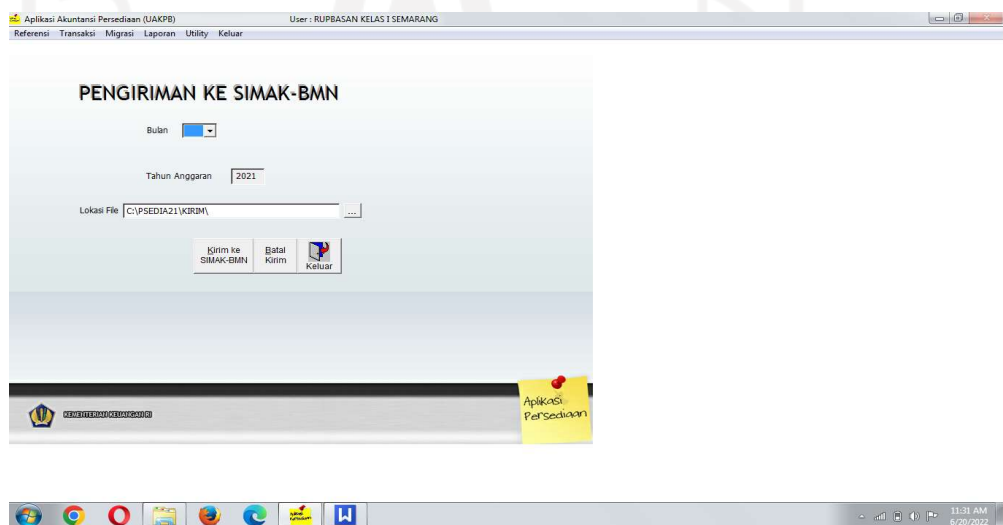 Aplikasi Akuntansi Persediaan (UAKPB) User : RUPBASAN KELAS I SEMARANG
Referensi Transaksi Migrasi Laporan Utility Keluar
PENGIRIMAN KE SIMAK-BMN
Bulan
Tahun Anggaran 2021
Lokasi File C:\PSEDIA21\KIRIM\ ...
Kirim ke SIMAK-BMN
Batal Kirim
Keluar
Aplikasi
Persediaan
KEMENTERIAN KEUANGAN RI
11:31 AM
6/20/2022